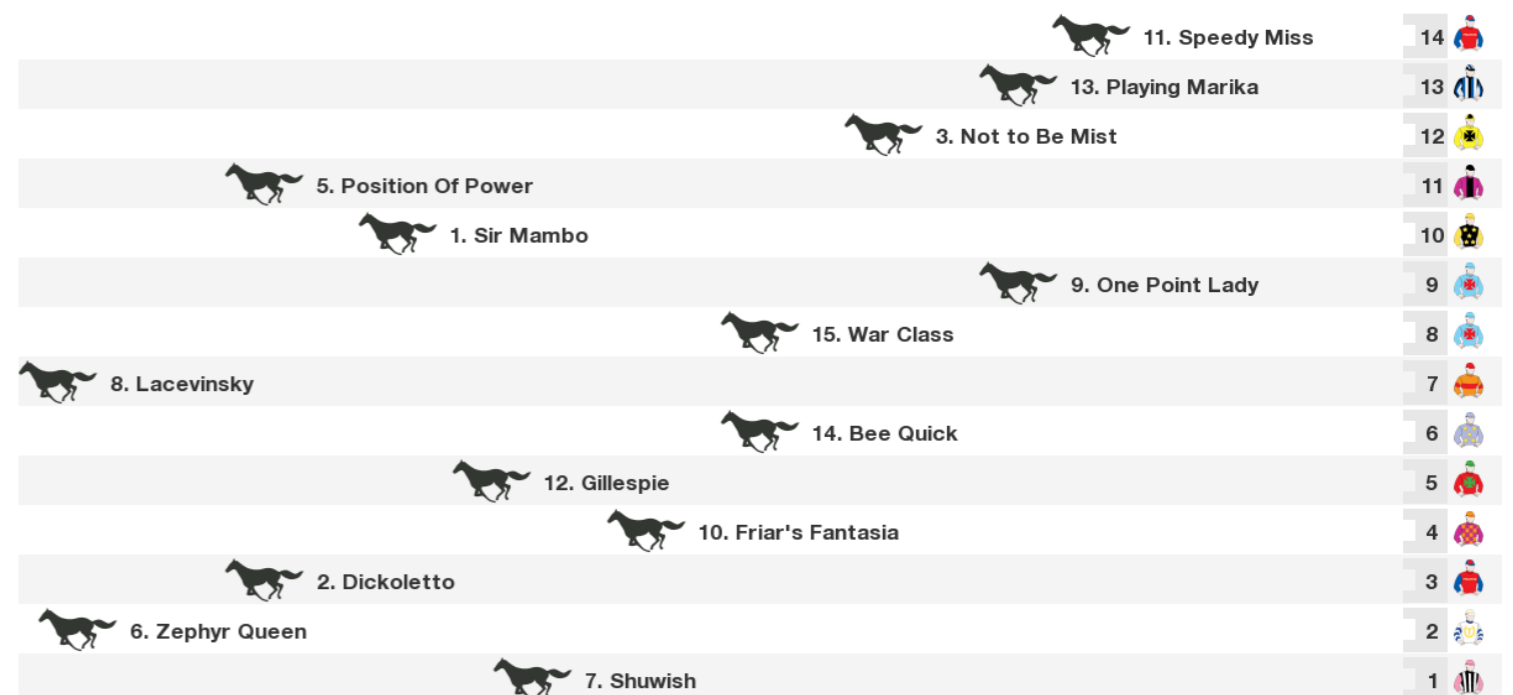 11. Speedy Miss 14
13. Playing Marika 13
3. Not to Be Mist 12
5. Position Of Power 11
1. Sir Mambo 10
9. One Point Lady 9
15. War Class 8
8. Lacevinsky 7
14. Bee Quick 6
12. Gillespie 5
10. Friar's Fantasia 4
2. Dickoletto 3
6. Zephyr Queen 2
7. Shuwish 1